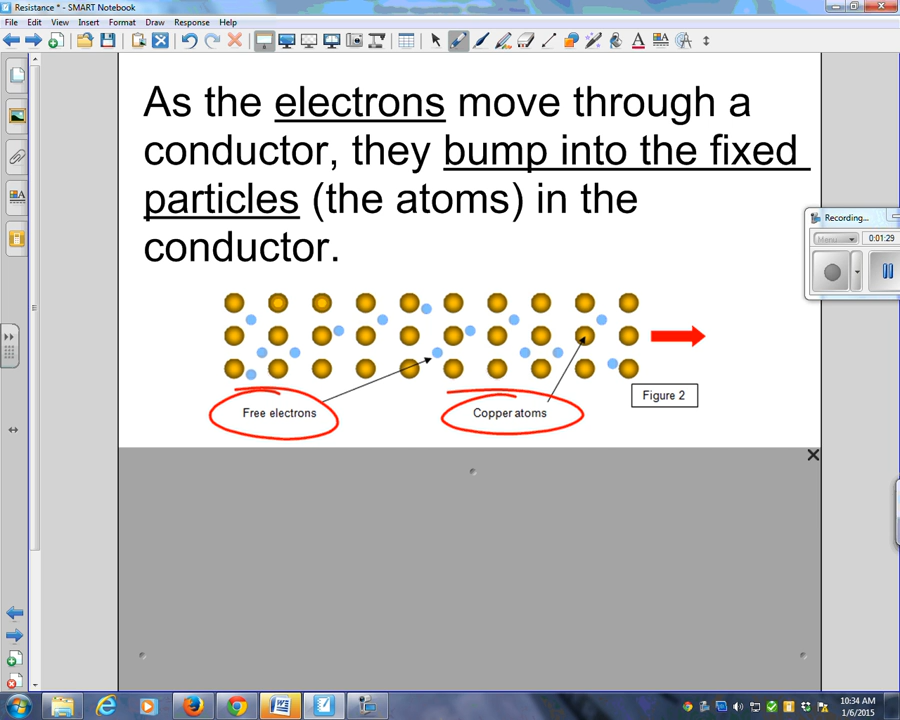 Resistance * - SMART Notebook
File Edit View Insert Format Draw Response Help
As the electrons move through a
conductor, they bump into the fixed
particles (the atoms) in the
conductor.
Recording...
Menu
0:01:29
Free electrons
Copper atoms
Figure 2
10:34 AM
1/6/2015